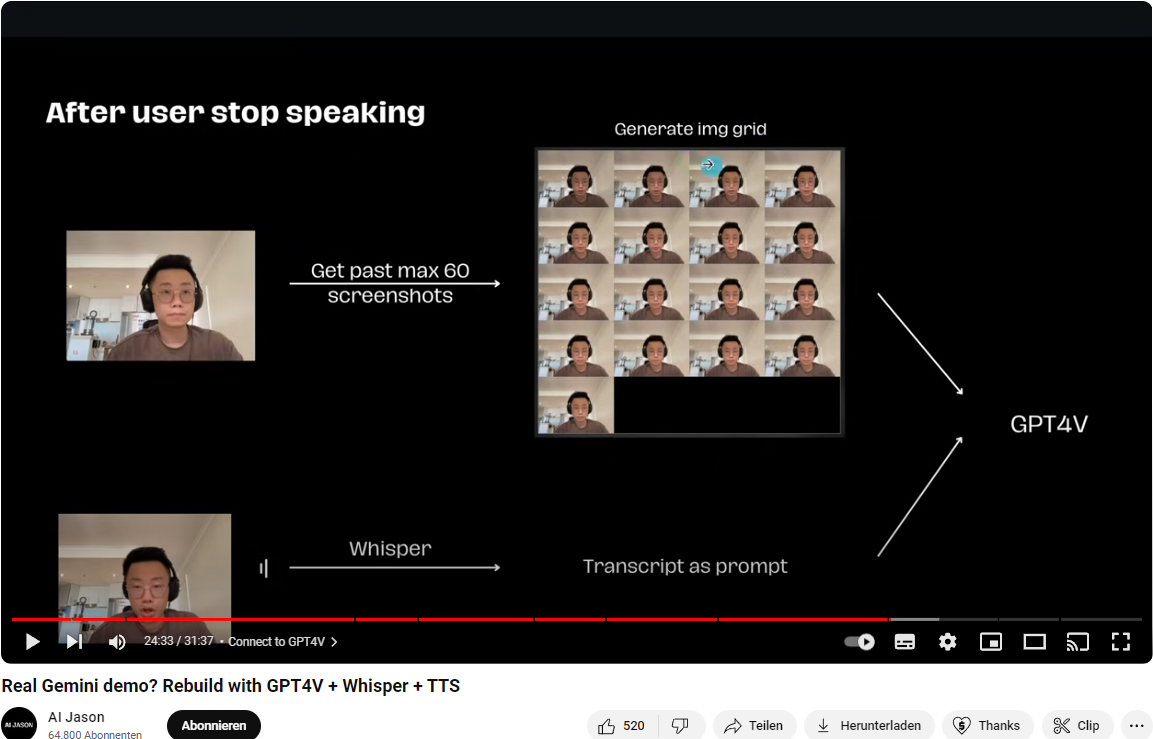 After user stop speaking
Generate img grid
Get past max 60
screenshots
GPT4V
Whisper
Transcript as prompt
24:33 / 31:37 • Connect to GPT4V
Real Gemini demo? Rebuild with GPT4V + Whisper + TTS
AI JASON
AI Jason
64.800 Abonnenten
Abonnieren
520
Teilen
Herunterladen
Thanks
Clip